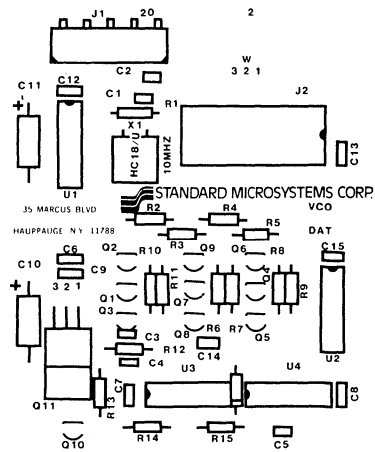 J1 20 2
C2 W
3 2 1
C11 C12 C1 J2
R1
X1
HC18/U 10MHZ
U1 C13
STANDARD MICROSYSTEMS CORP.
35 MARCUS BLVD R2 R4 VCO
HAUPPAUGE N.Y. 11788 R3 R5 DAT
C6 Q2 R10 Q9 Q6 R8 C15
C10 C9 R11 Q4 R9
3 2 1
Q1 Q7
Q3
C3 Q8 R6 R7 Q5
R12 C14 U2
C4
U3 U4
Q11 R13 C7 C8
R14 R15 C5
Q10